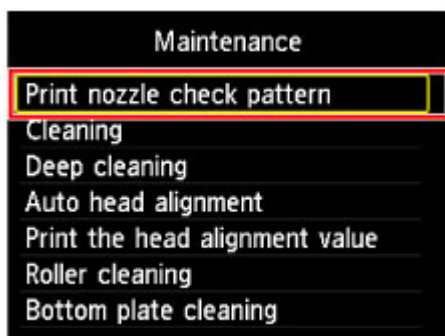 Maintenance
Print nozzle check pattern
Cleaning
Deep cleaning
Auto head alignment
Print the head alignment value
Roller cleaning
Bottom plate cleaning